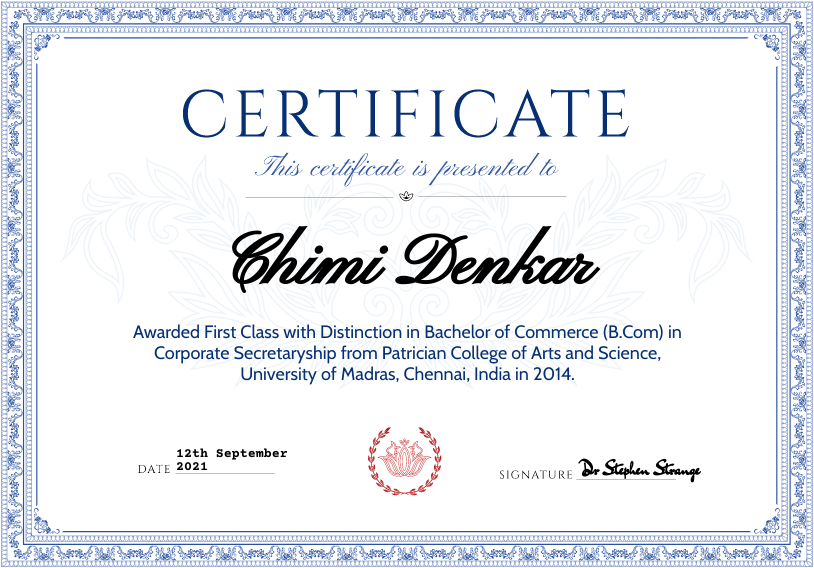 CERTIFICATE
This certificate is presented to
Chimi Denkar
Awarded First Class with Distinction in Bachelor of Commerce (B.Com) in
Corporate Secretaryship from Patrician College of Arts and Science,
University of Madras, Chennai, India in 2014.
12th September
DATE 2021
SIGNATURE Dr Stephen Strange